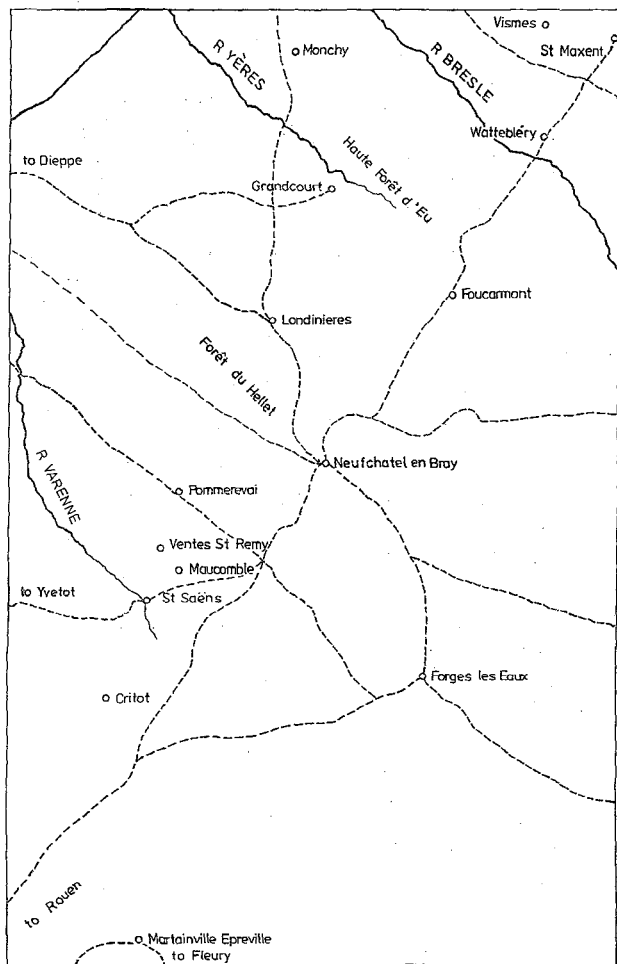 Vismes
St Maxent
R YÈRES
Monchy
R BRESLE
Wattebléry
to Dieppe
Haute Forêt d'Eu
Grandcourt
Foucarmont
Londinieres
Forêt du Hellet
Neufchatel en Bray
R VARENNE
Pommerevai
Ventes St Remy
Maucomble
to Yvetot
St Saëns
Forges les Eaux
Critot
to Rouen
Martainville Epreville
to Fleury